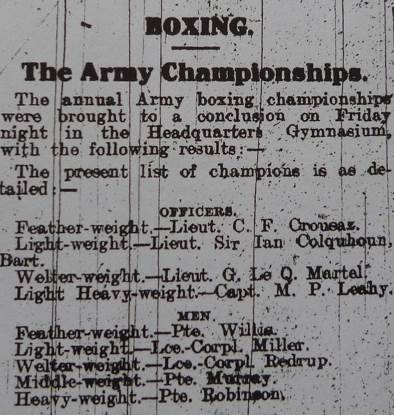 BOXING.
The Army Championships.
The annual Army boxing championships
were brought to a conclusion on Friday
night in the Headquarters Gymnasium,
with the following results:—
The present list of champions is as de-
tailed:—
OFFICERS.
Feather-weight.—Lieut. C. F. Crousaz.
Light-weight.—Lieut. Sir Ian Colquhoun,
Bart.
Welter-weight.—Lieut. G. Le Q. Martel.
Light Heavy-weight.—Capt. M. P. Leahy.
MEN.
Feather-weight.—Pte. Willis.
Light-weight.—Lce.-Corpl. Miller.
Welter-weight.—Lce.-Corpl. Redrup.
Middle-weight.—Pte. Murray.
Heavy-weight.—Pte. Robinson.